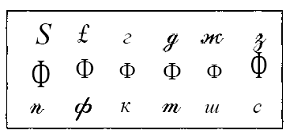 S £ г д ж з
Ф Ф Ф Ф Ф Ф
п ф к т ш с